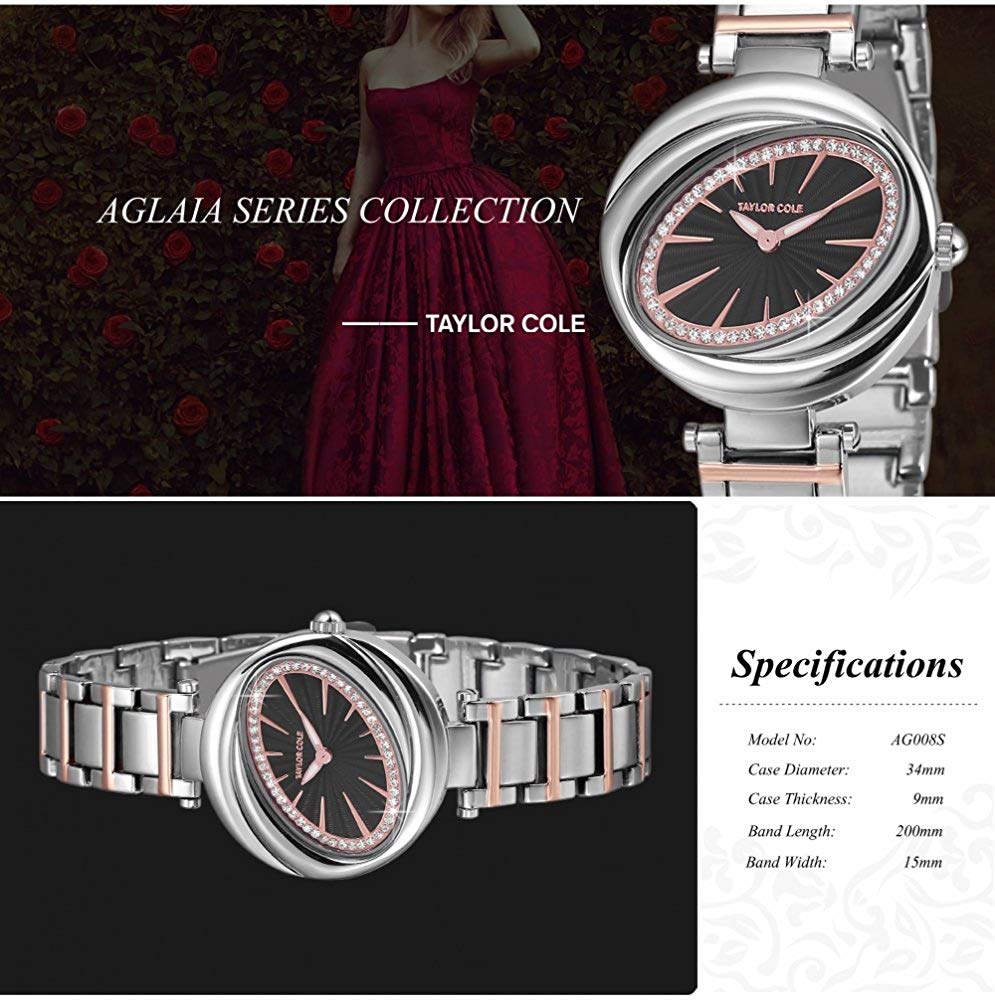 AGLAIA SERIES COLLECTION
TAYLOR COLE
TAYLOR COLE
TAYLOR COLE
Specifications
Model No: AG008S
Case Diameter: 34mm
Case Thickness: 9mm
Band Length: 200mm
Band Width: 15mm